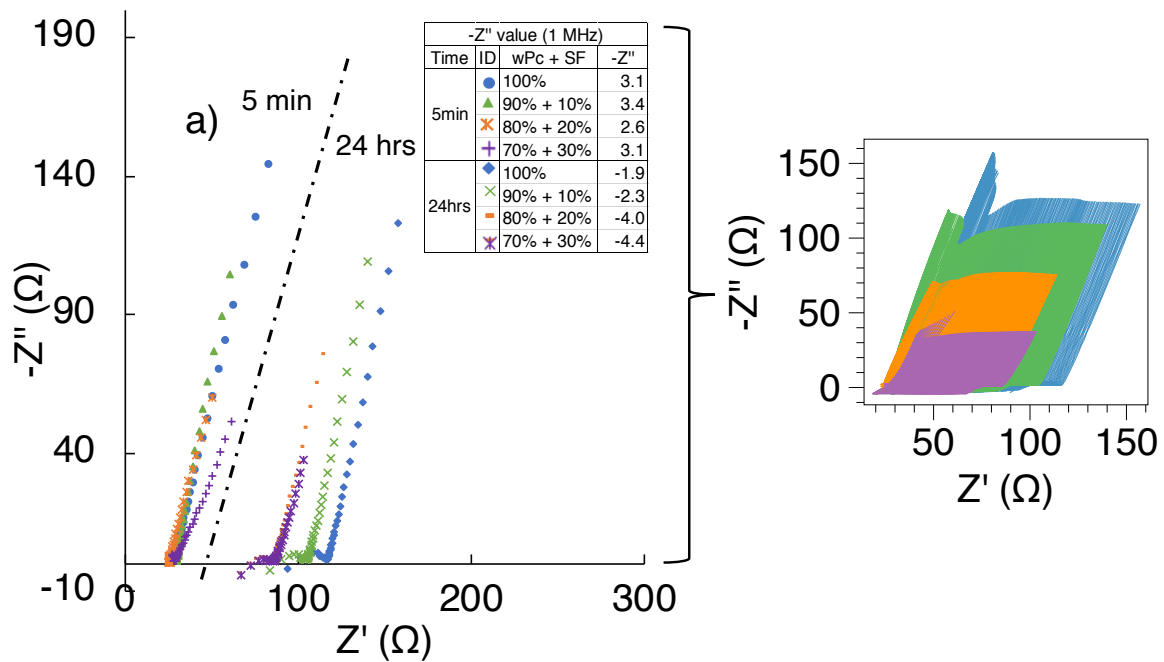 190
140
90
40
-10
-Z" (Ω)
0
100
200
300
Z' (Ω)
a)
5 min
24 hrs
-Z" value (1 MHz)
Time ID wPc + SF -Z"
5min
100% 3.1
90% + 10% 3.4
80% + 20% 2.6
70% + 30% 3.1
24hrs
100% -1.9
90% + 10% -2.3
80% + 20% -4.0
70% + 30% -4.4
150
100
50
0
-Z" (Ω)
50
100
150
Z' (Ω)